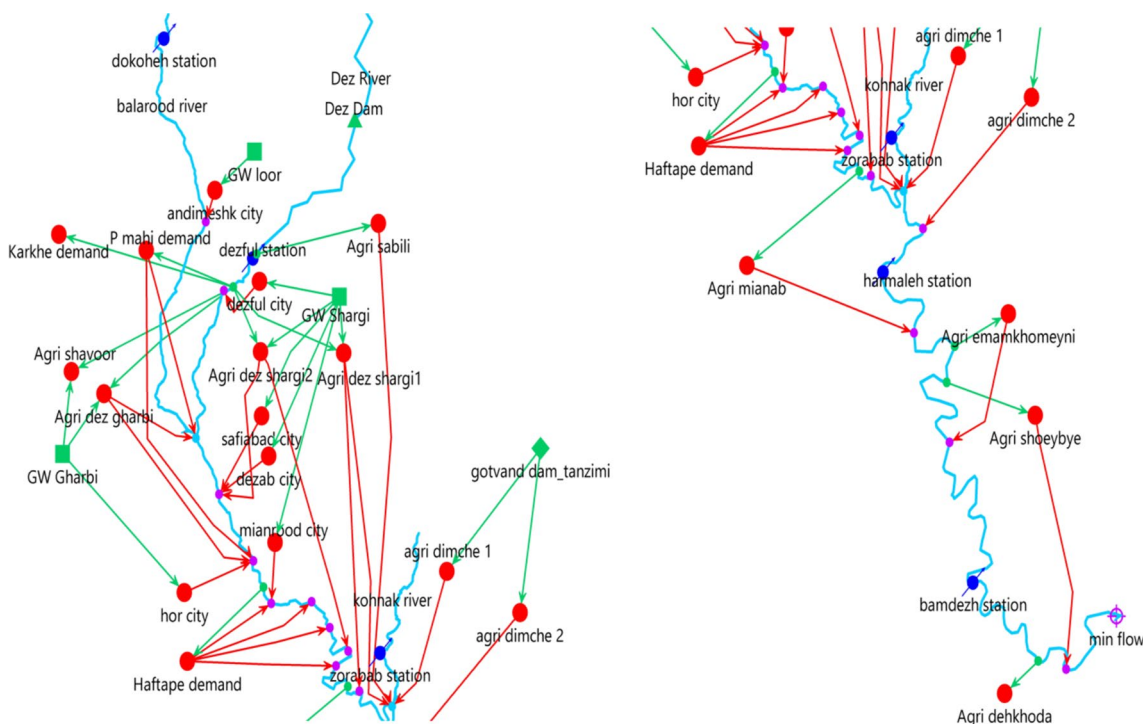 dokoheh station
balarood river
Dez River
Dez Dam
GW loor
andimeshk city
Karkhe demand
P mahi demand
dezful station
Agri sabili
dezful city
GW Shargi
Agri shavoor
Agri dez shargi2
Agri dez shargi1
Agri dez gharbi
safiabad city
GW Gharbi
dezab city
gotvand dam_tanzimi
mianrood city
agri dimche 1
hor city
kohnak river
agri dimche 2
Haftape demand
zorabab station
agri dimche 1
hor city
kohnak river
agri dimche 2
Haftape demand
zorabab station
Agri mianab
harmaleh station
Agri emamkhomeyni
Agri shoeybye
bamdezh station
min flow
Agri dehkhoda